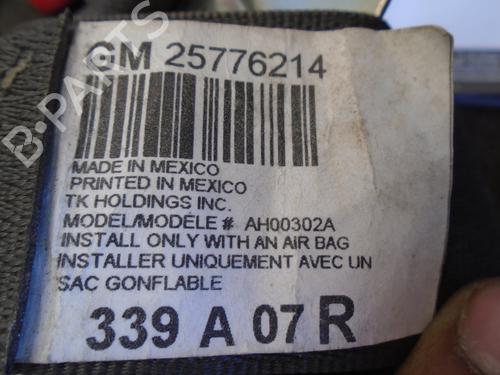 GM 25776214
MADE IN MEXICO
PRINTED IN MEXICO
TK HOLDINGS INC.
MODEL/MODÈLE # AH00302A
INSTALL ONLY WITH AN AIR BAG
INSTALLER UNIQUEMENT AVEC UN
SAC GONFLABLE
339 A 07 R
B-PARTS